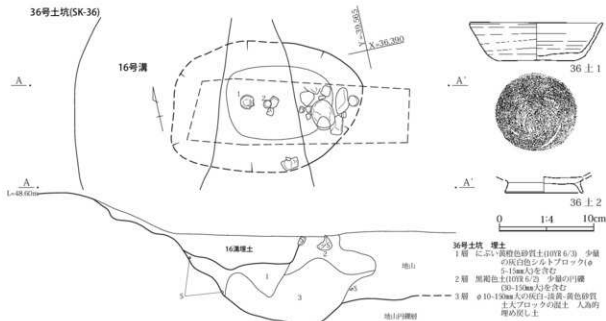 36号土坑(SK-36)
16号溝
Y=39.565
X=36.390
A
A'
1
2
36 土 1
A
L=48.60m
A'
36 土 2
0 1:4 10cm
16溝埋土
2
1
3
S
S
地山
地山円礫層
36号土坑 埋土
1 層 にぶい黄橙色砂質土(10YR 6/3) 少量
の灰白色シルトブロック(φ
5-15mm大)を含む
2 層 黒褐色土(10YR 6/2) 少量の円礫
(30-150mm大)を含む
3 層 φ10-150mm大の灰白·淡黄·黄色砂質
土大ブロックの混土 人為的
埋め戻し土